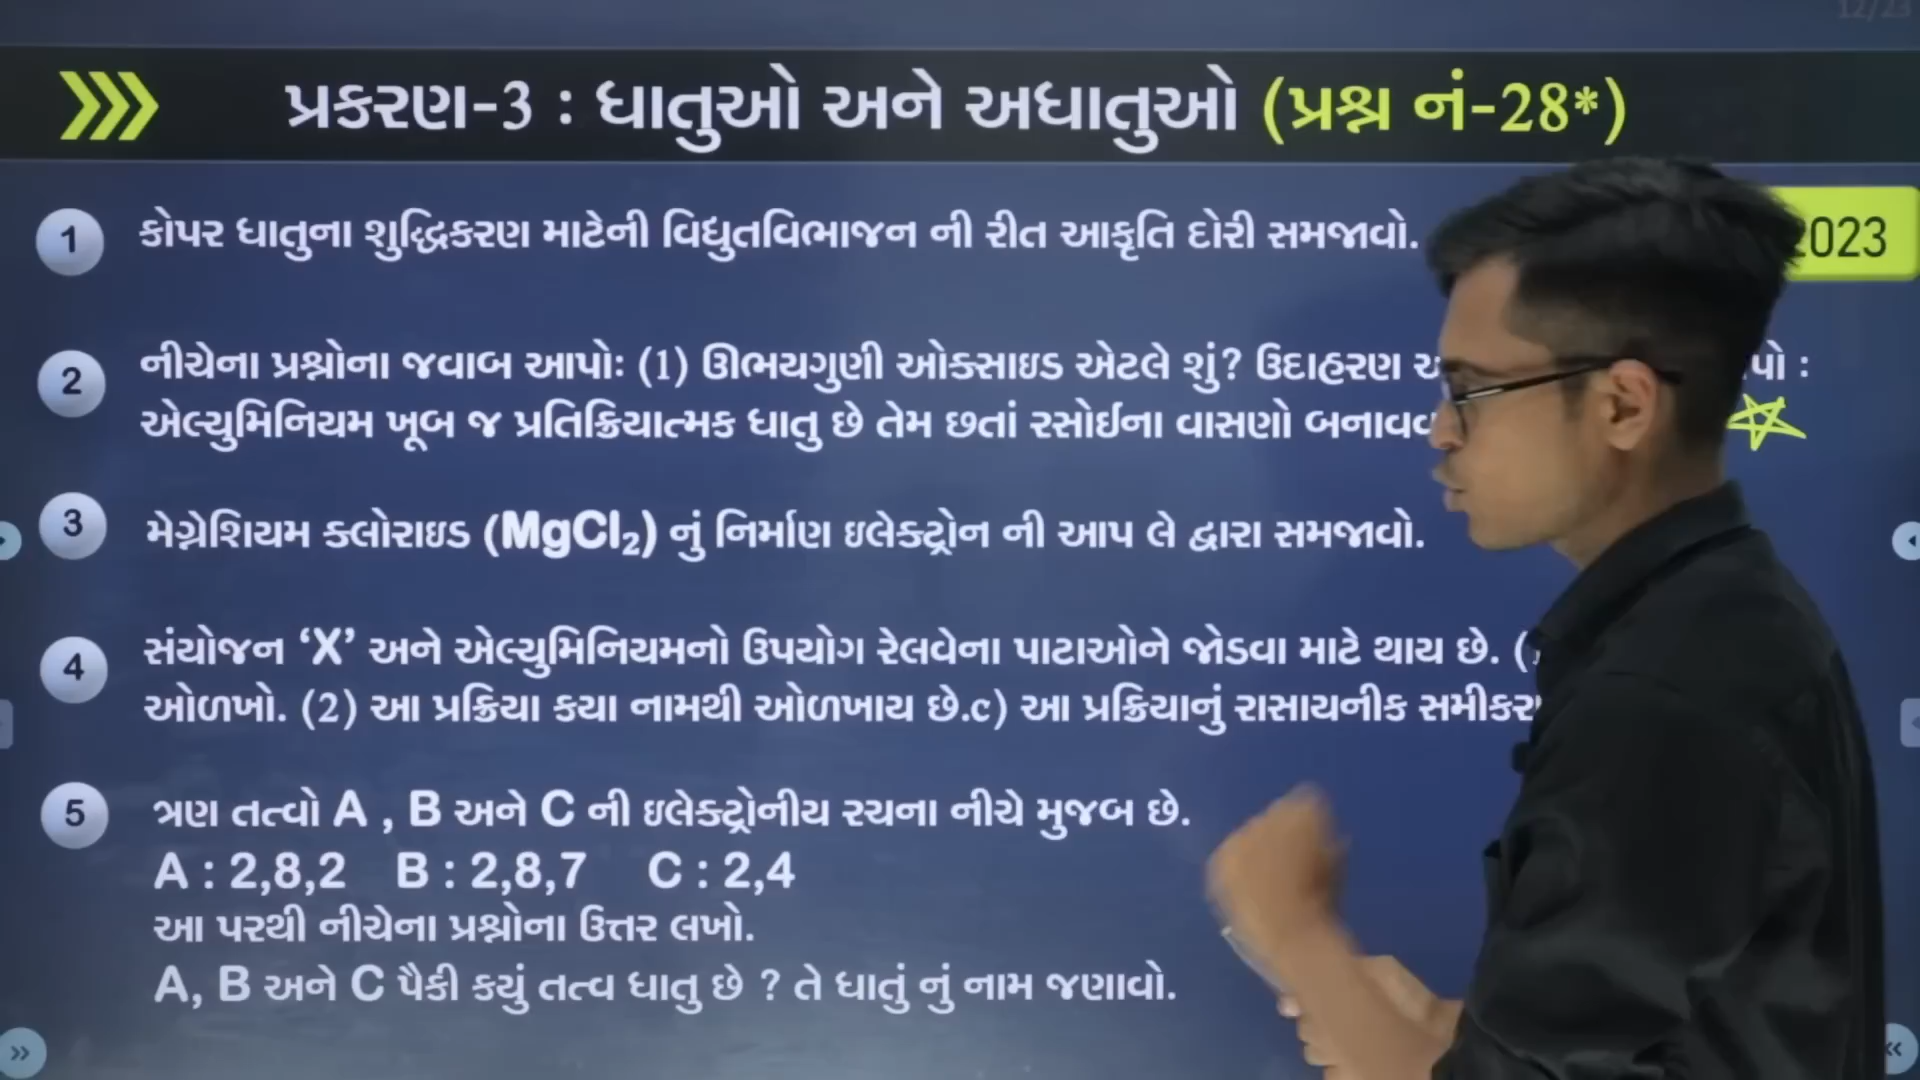 12/23
પ્રકરણ-3 : ધાતુઓ અને અધાતુઓ (પ્રશ્ન નં-28*)
1 કોપર ધાતુના શુદ્ધિકરણ માટેની વિદ્યુતવિભાજન ની રીત આકૃતિ દોરી સમજાવો.
2023
2 નીચેના પ્રશ્નોના જવાબ આપોઃ (1) ઊભયગુણી ઓક્સાઇડ એટલે શું? ઉદાહરણ
એલ્યુમિનિયમ ખૂબ જ પ્રતિક્રિયાત્મક ધાતુ છે તેમ છતાં રસોઈના વાસણો
3 મેગ્નેશિયમ ક્લોરાઇડ (MgCl₂) નું નિર્માણ ઇલેક્ટ્રોન ની આપ લે દ્વારા સમજાવો.
4 સંયોજન ‘X’ અને એલ્યુમિનિયમનો ઉપયોગ રેલવેના પાટાઓને જોડવા માટે થાય છે.
ઓળખો. (2) આ પ્રક્રિયા કયા નામથી ઓળખાય છે.c) આ પ્રક્રિયાનું રાસાયનીક
5 ત્રણ તત્વો A , B અને C ની ઇલેક્ટ્રોનીય રચના નીચે મુજબ છે.
A : 2,8,2 B : 2,8,7 C : 2,4
આ પરથી નીચેના પ્રશ્નોના ઉત્તર લખો.
A, B અને C પૈકી કયું તત્વ ધાતુ છે ? તે ધાતું નું નામ જણાવો.